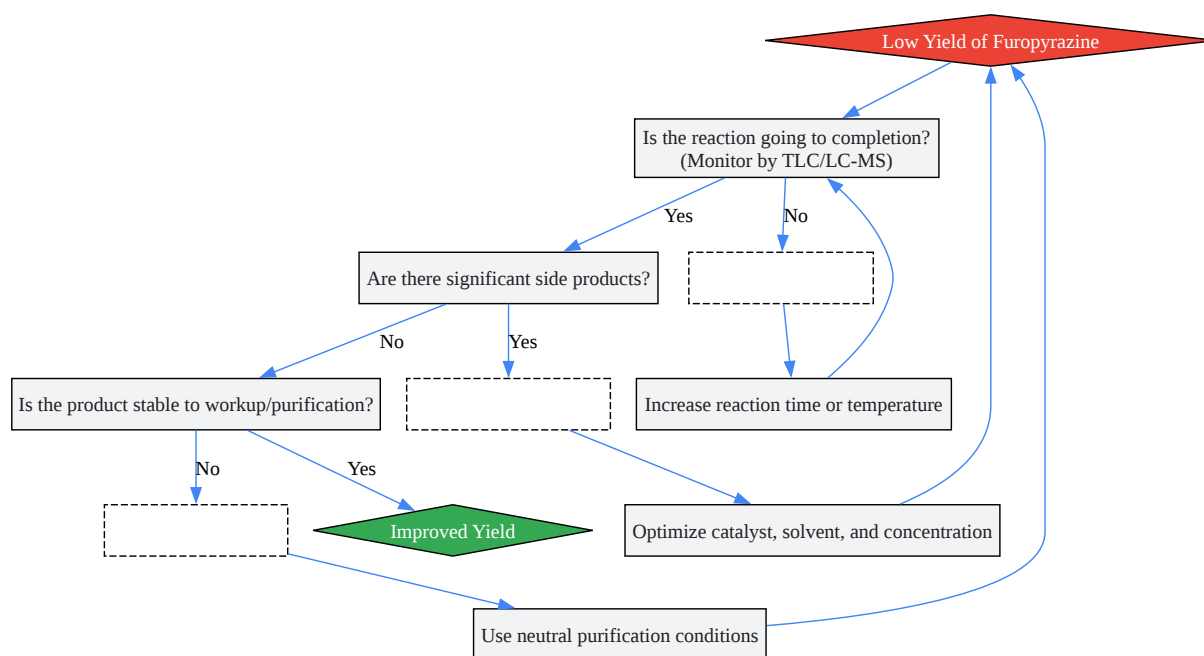 Low Yield of Furopyrazine
Is the reaction going to completion?
(Monitor by TLC/LC-MS)
Yes
No
Are there significant side products?
No
Yes
Is the product stable to workup/purification?
Increase reaction time or temperature
No
Yes
Improved Yield
Optimize catalyst, solvent, and concentration
Use neutral purification conditions